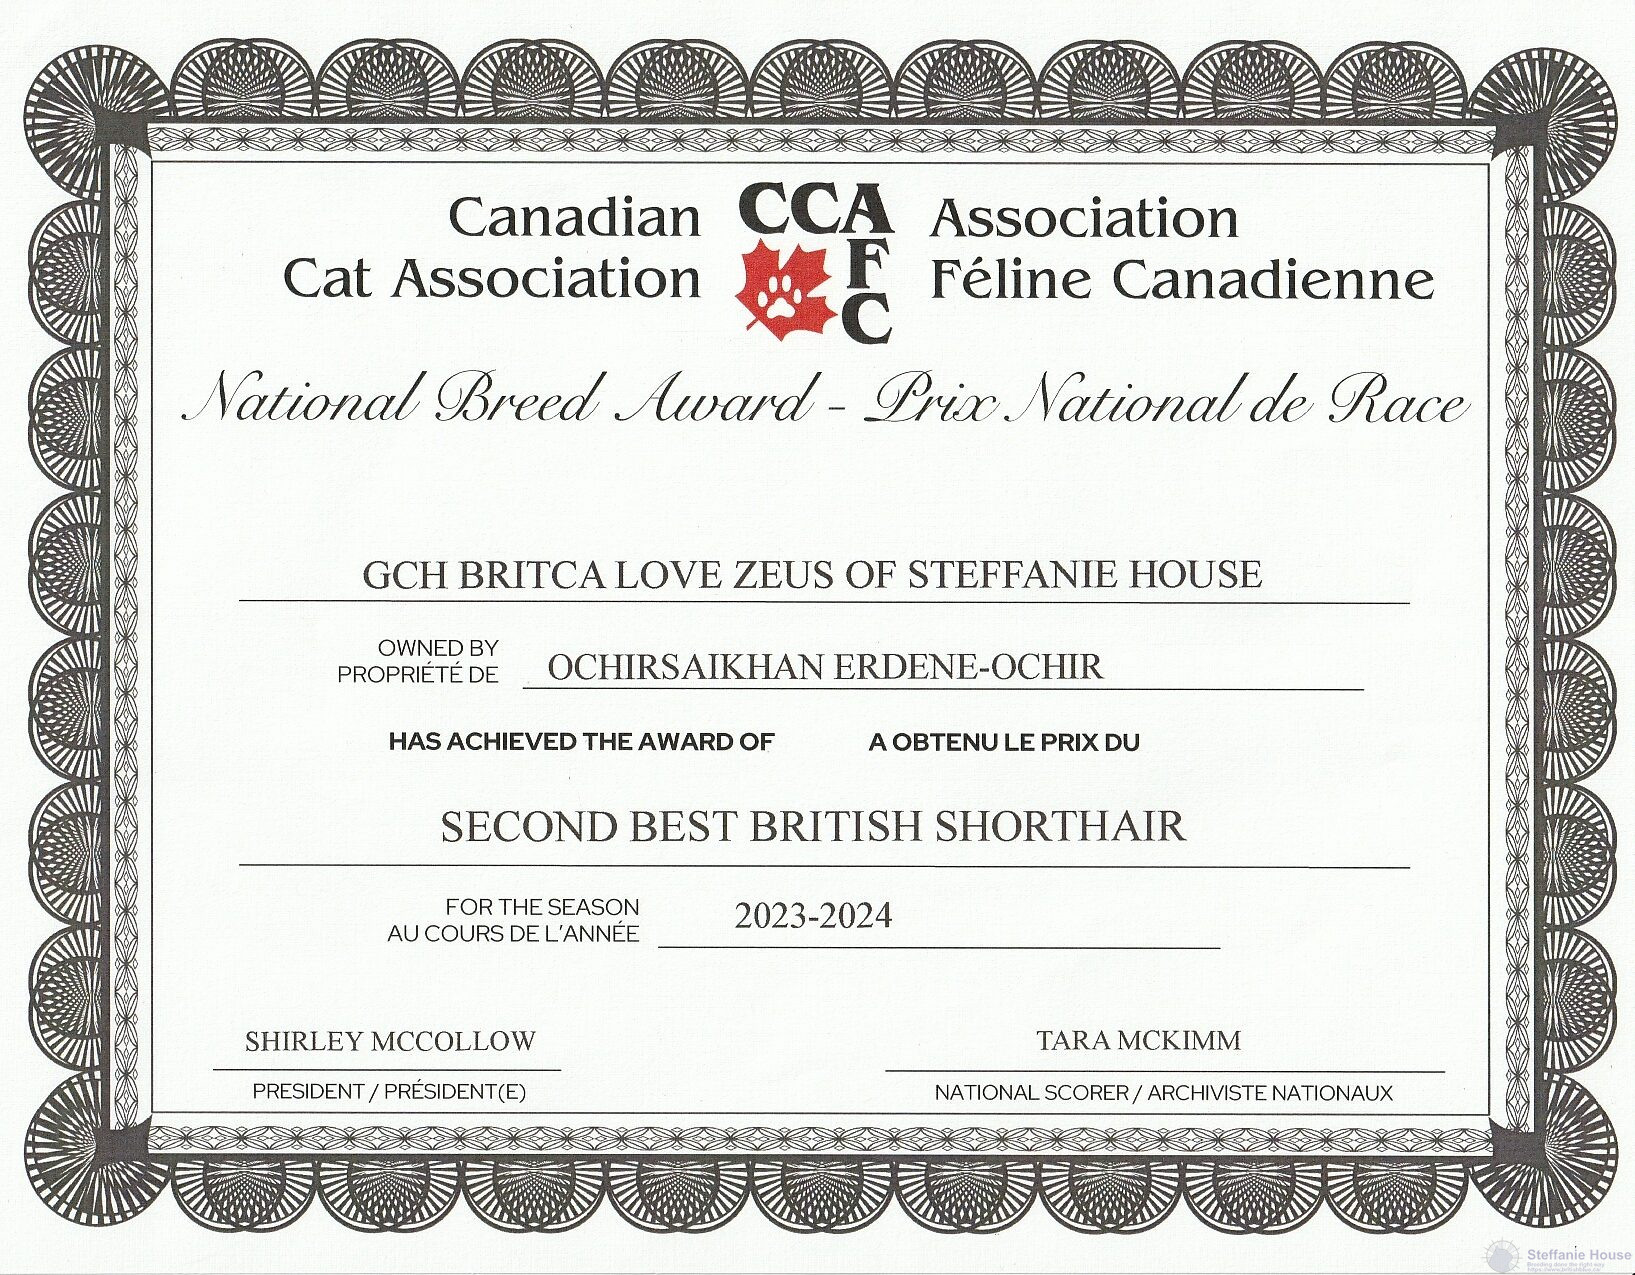 Canadian
Cat Association
CCA
F
C
Association
Féline Canadienne
National Breed Award - Prix National de Race
GCH BRITCA LOVE ZEUS OF STEFFANIE HOUSE
OWNED BY
PROPRIÉTÉ DE
OCHIRSAIKHAN ERDENE-OCHIR
HAS ACHIEVED THE AWARD OF
A OBTENU LE PRIX DU
SECOND BEST BRITISH SHORTHAIR
FOR THE SEASON
AU COURS DE L'ANNÉE
2023-2024
SHIRLEY MCCOLLOW
PRESIDENT / PRÉSIDENT(E)
TARA MCKIMM
NATIONAL SCORER / ARCHIVISTE NATIONAUX
Steffanie House